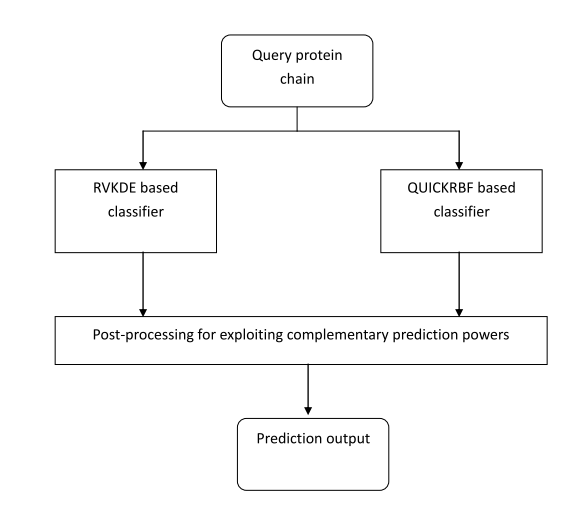 Query protein
chain
RVKDE based
classifier
QUICKRBF based
classifier
Post-processing for exploiting complementary prediction powers
Prediction output